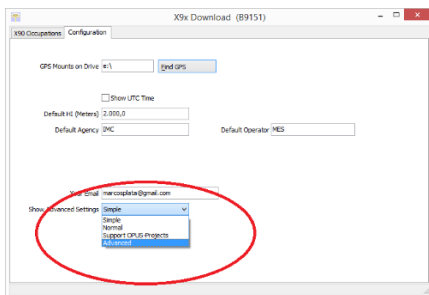 X9x Download (B9151)
X90 Occupations Configuration
GPS Mounts on Drive e:\ Find GPS
Show UTC Time
Default HI (Meters) 2.000,0
Default Agency IMC Default Operator MES
Your Email marcosplata@gmail.com
Show Advanced Settings Simple
Simple
Normal
Support OPUS-Projects
Advanced